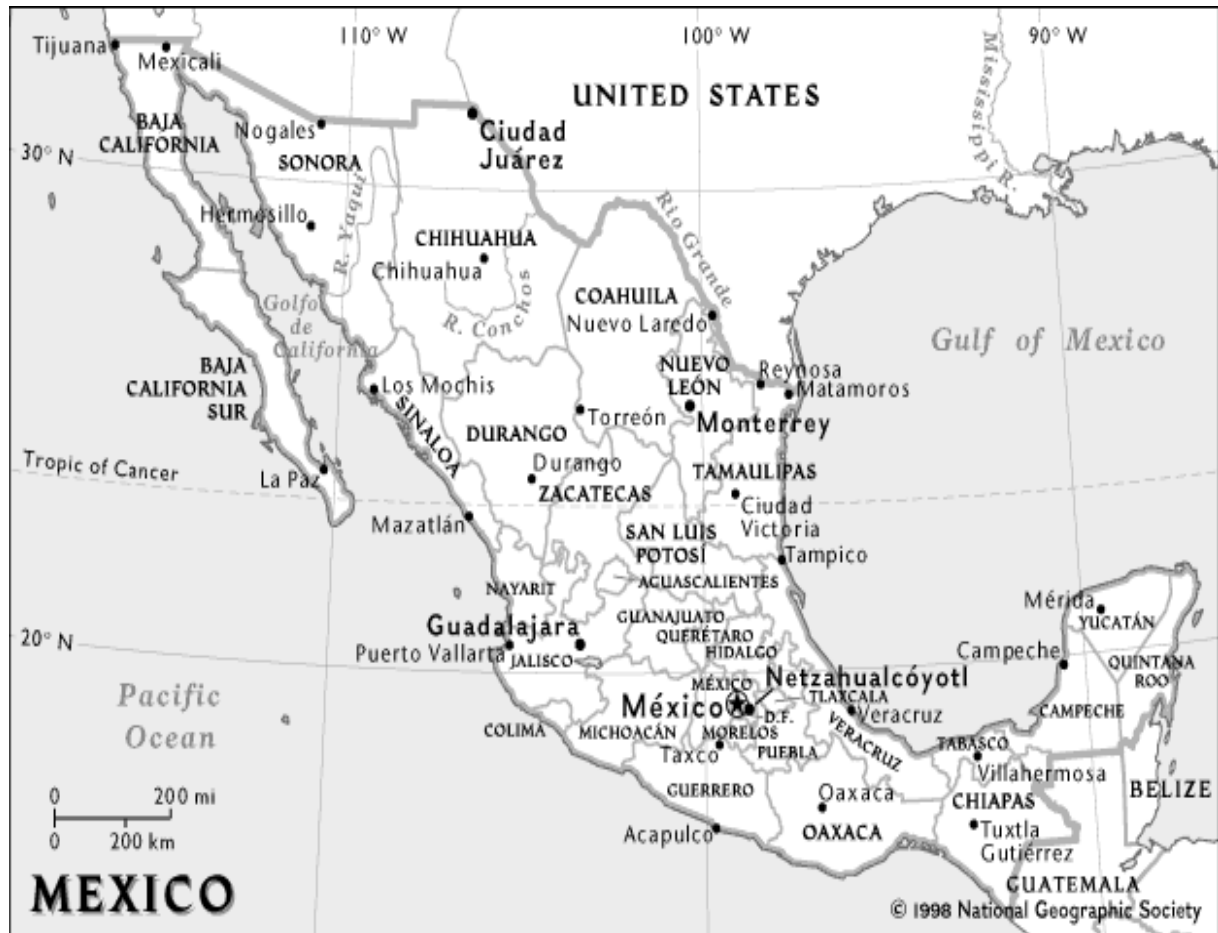 110° W
100° W
90° W
Tijuana
Mexicali
Mississippi R.
UNITED STATES
BAJA
CALIFORNIA
Nogales
SONORA
Ciudad
Juárez
30° N
R. Yaqui
Hermosillo
CHIHUAHUA
Chihuahua
Rio Grande
R. Conchos
COAHUILA
Nuevo Laredo
Golfo
de
California
Gulf of Mexico
BAJA
CALIFORNIA
SUR
Los Mochis
SINALOA
NUEVO
LEÓN
Reynosa
Matamoros
Torreón
Monterrey
DURANGO
Durango
Tropic of Cancer
La Paz
ZACATECAS
TAMAULIPAS
Ciudad
Victoria
Mazatlán
SAN LUIS
POTOSÍ
Tampico
NAYARIT
AGUASCALIENTES
Mérida
YUCATÁN
GUANAJUATO
Guadalajara
QUERÉTARO
HIDALGO
20° N
Puerto Vallarta
JALISCO
Campeche
QUINTANA
ROO
Netzahualcóyotl
MÉXICO
TLAXCALA
Pacific
Ocean
México
D.F.
Veracruz
CAMPECHE
COLIMA
MICHOACÁN
MORELOS
VERACRUZ
Taxco
PUEBLA
TABASCO
Villahermosa
GUERRERO
Oaxaca
CHIAPAS
BELIZE
0 200 mi
0 200 km
Acapulco
OAXACA
Tuxtla
Gutiérrez
MEXICO
GUATEMALA
© 1998 National Geographic Society